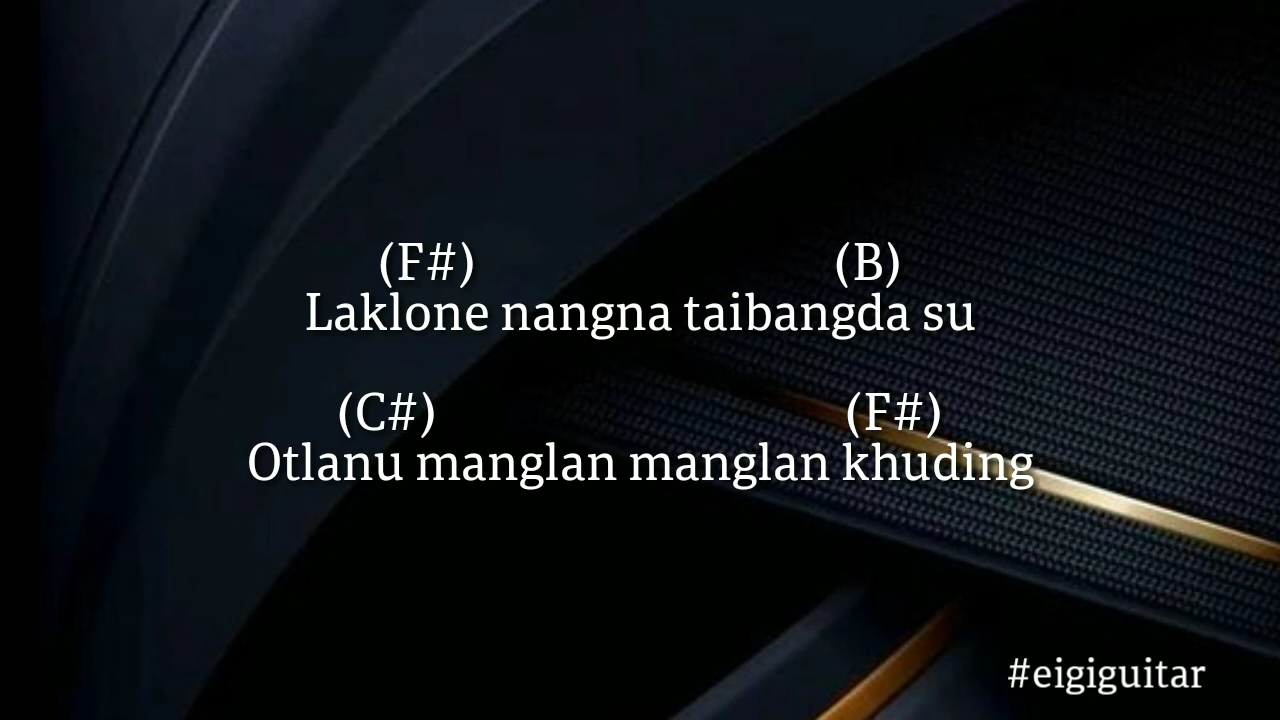 (F#) (B)
Laklone nangna taibangda su
(C#) (F#)
Otlanu manglan manglan khuding
#eigiguitar